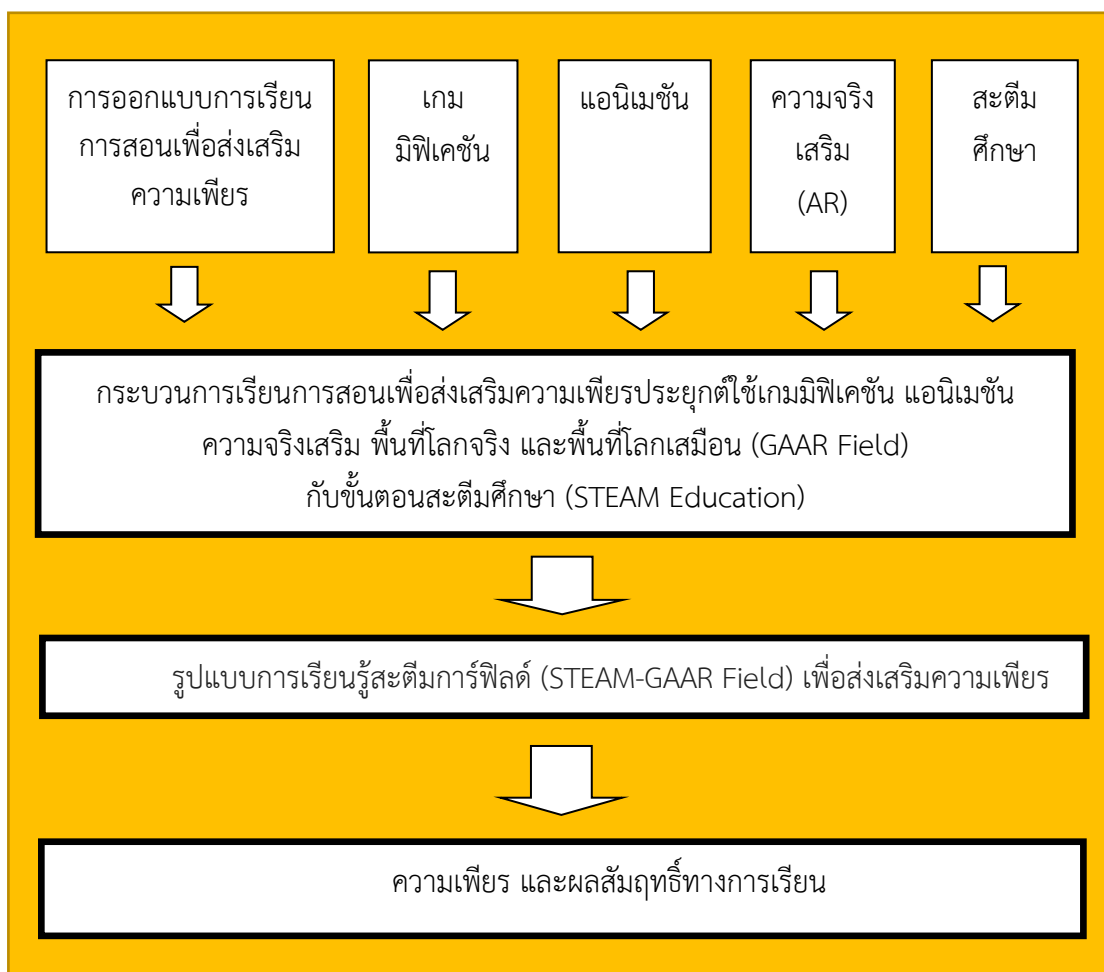 การออกแบบการเรียน
การสอนเพื่อส่งเสริม
ความเพียร
เกม
มิฟิเคชัน
แอนิเมชัน
ความจริง
เสริม
(AR)
สะตีม
ศึกษา
กระบวนการเรียนการสอนเพื่อส่งเสริมความเพียรประยุกต์ใช้เกมมิฟิเคชัน แอนิเมชัน
ความจริงเสริม พื้นที่โลกจริง และพื้นที่โลกเสมือน (GAAR Field)
กับขั้นตอนสะตีมศึกษา (STEAM Education)
รูปแบบการเรียนรู้สะตีมการ์ฟิลด์ (STEAM-GAAR Field) เพื่อส่งเสริมความเพียร
ความเพียร และผลสัมฤทธิ์ทางการเรียน